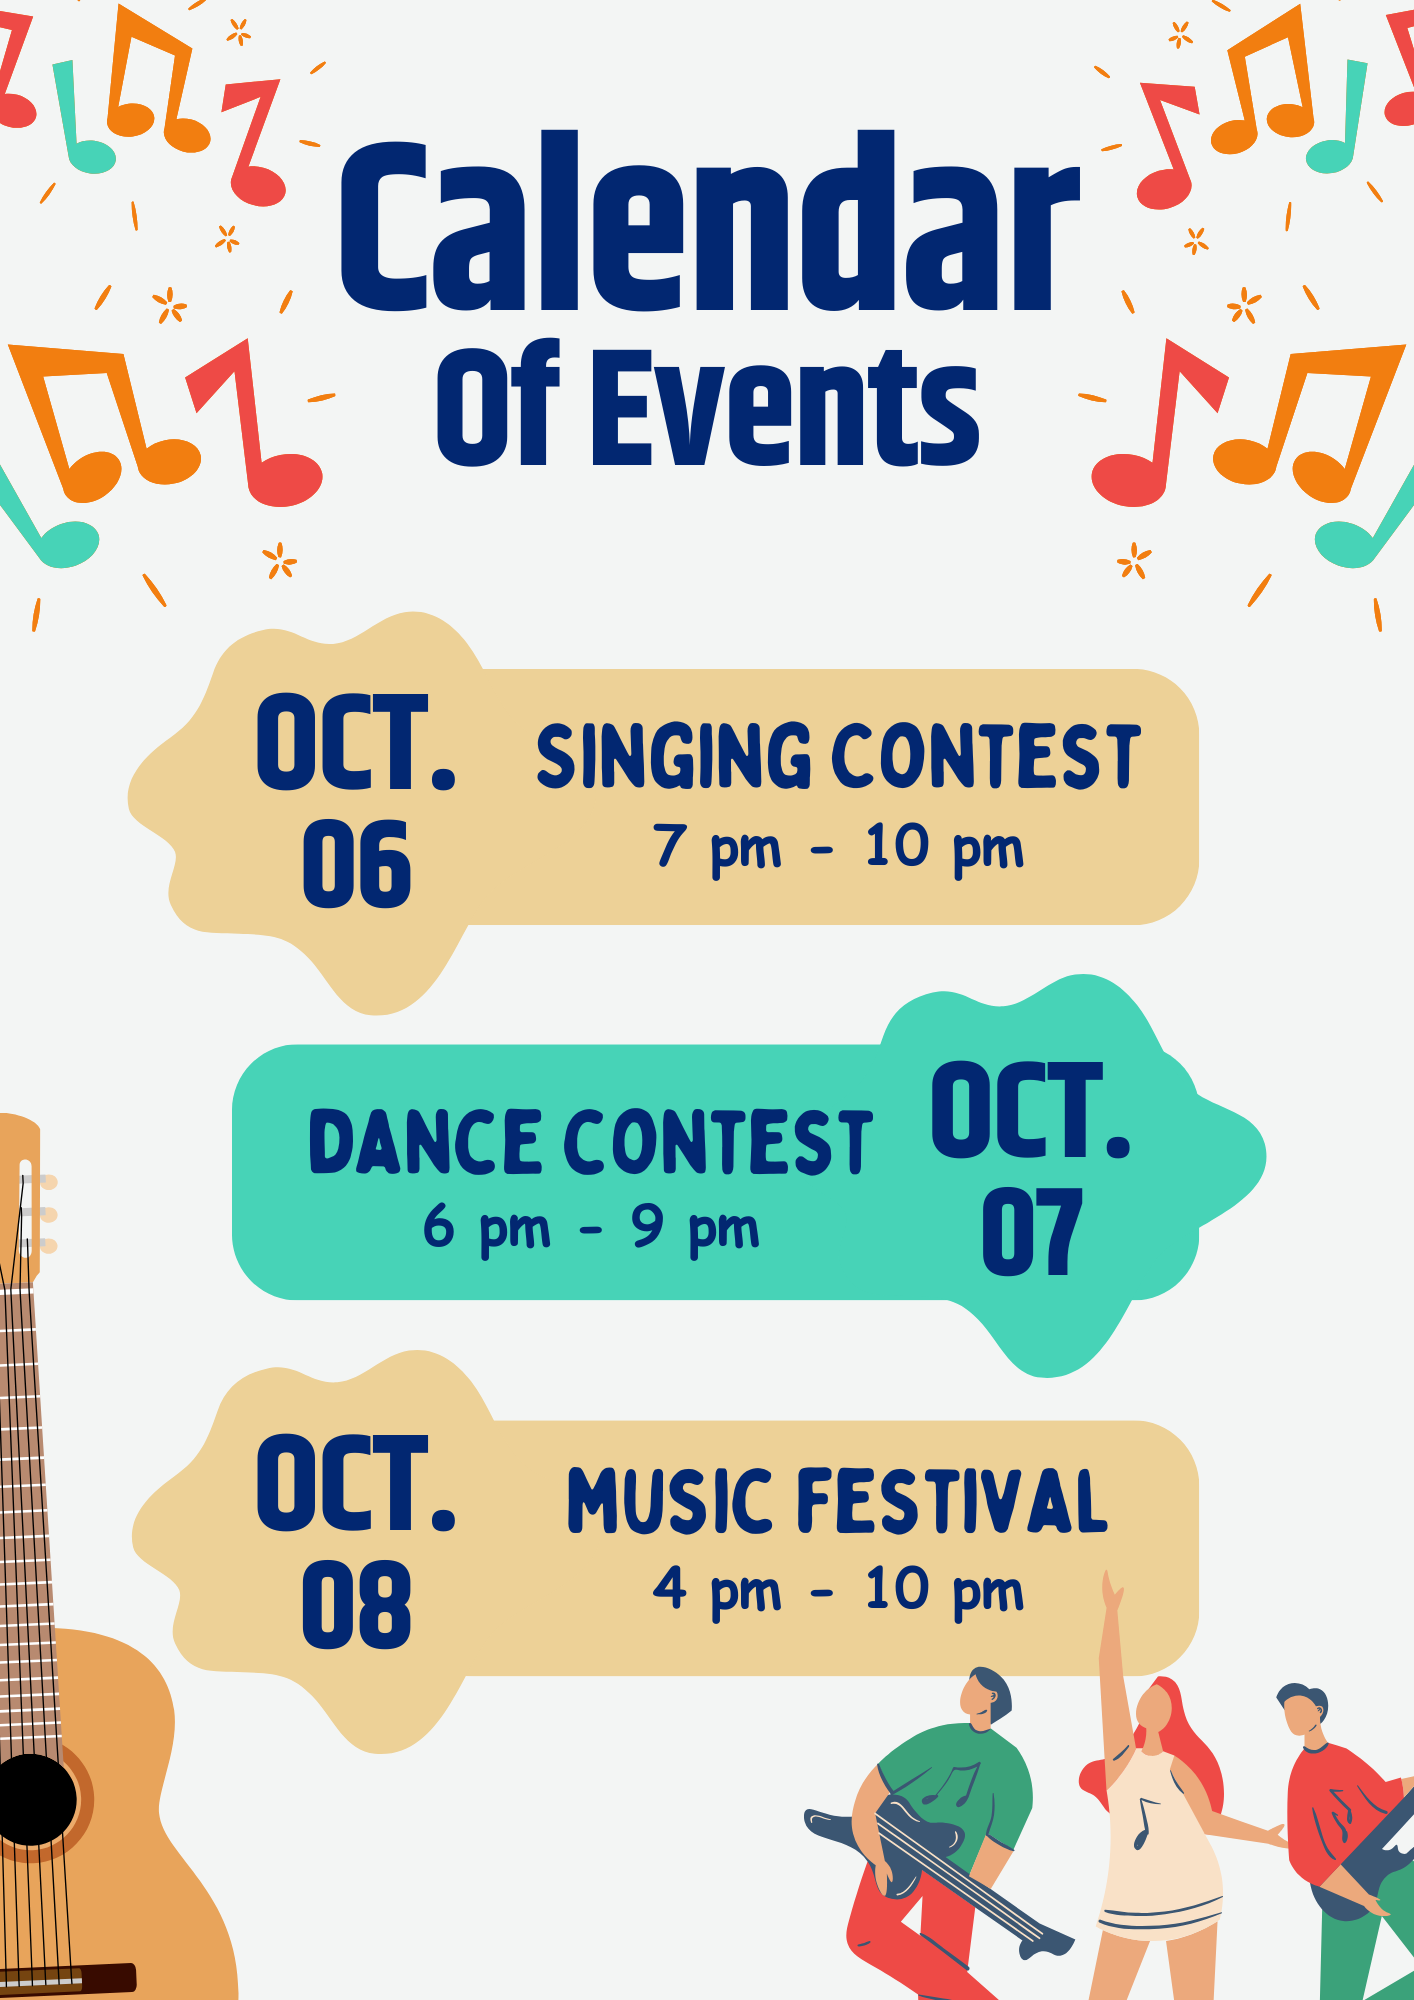 Calendar
Of Events
OCT.
06
SINGING CONTEST
7 pm - 10 pm
DANCE CONTEST
6 pm - 9 pm
OCT.
07
OCT.
08
MUSIC FESTIVAL
4 pm - 10 pm